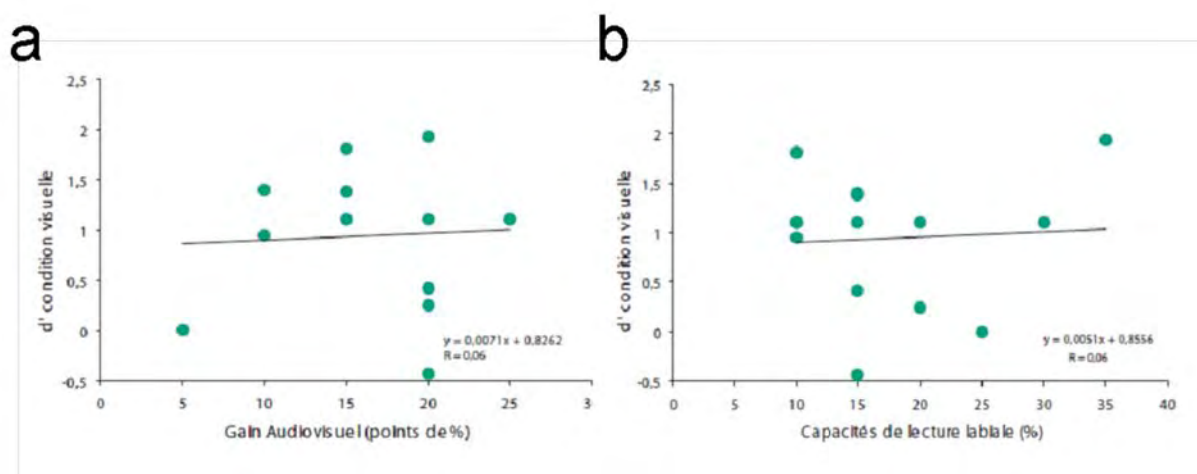 a
b
2,5
2
1,5
1
0,5
0
-0,5
d' condition visuelle
0 5 10 15 20 25 3
Gain Audiovisuel (points de %)
y = 0,0071x + 0,8262
R = 0,06
2,5
2
1,5
1
0,5
0
-0,5
d' condition visuelle
0 5 10 15 20 25 30 35 40
Capacités de lecture labiale (%)
y = 0,0051x + 0,8556
R = 0,06